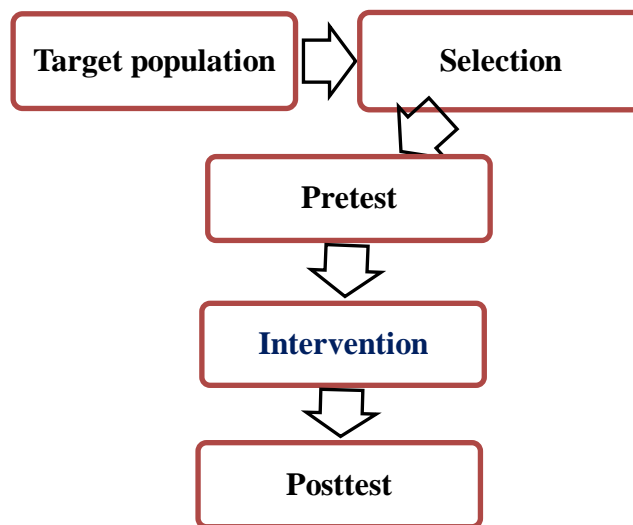 Target population
Selection
Pretest
Intervention
Posttest